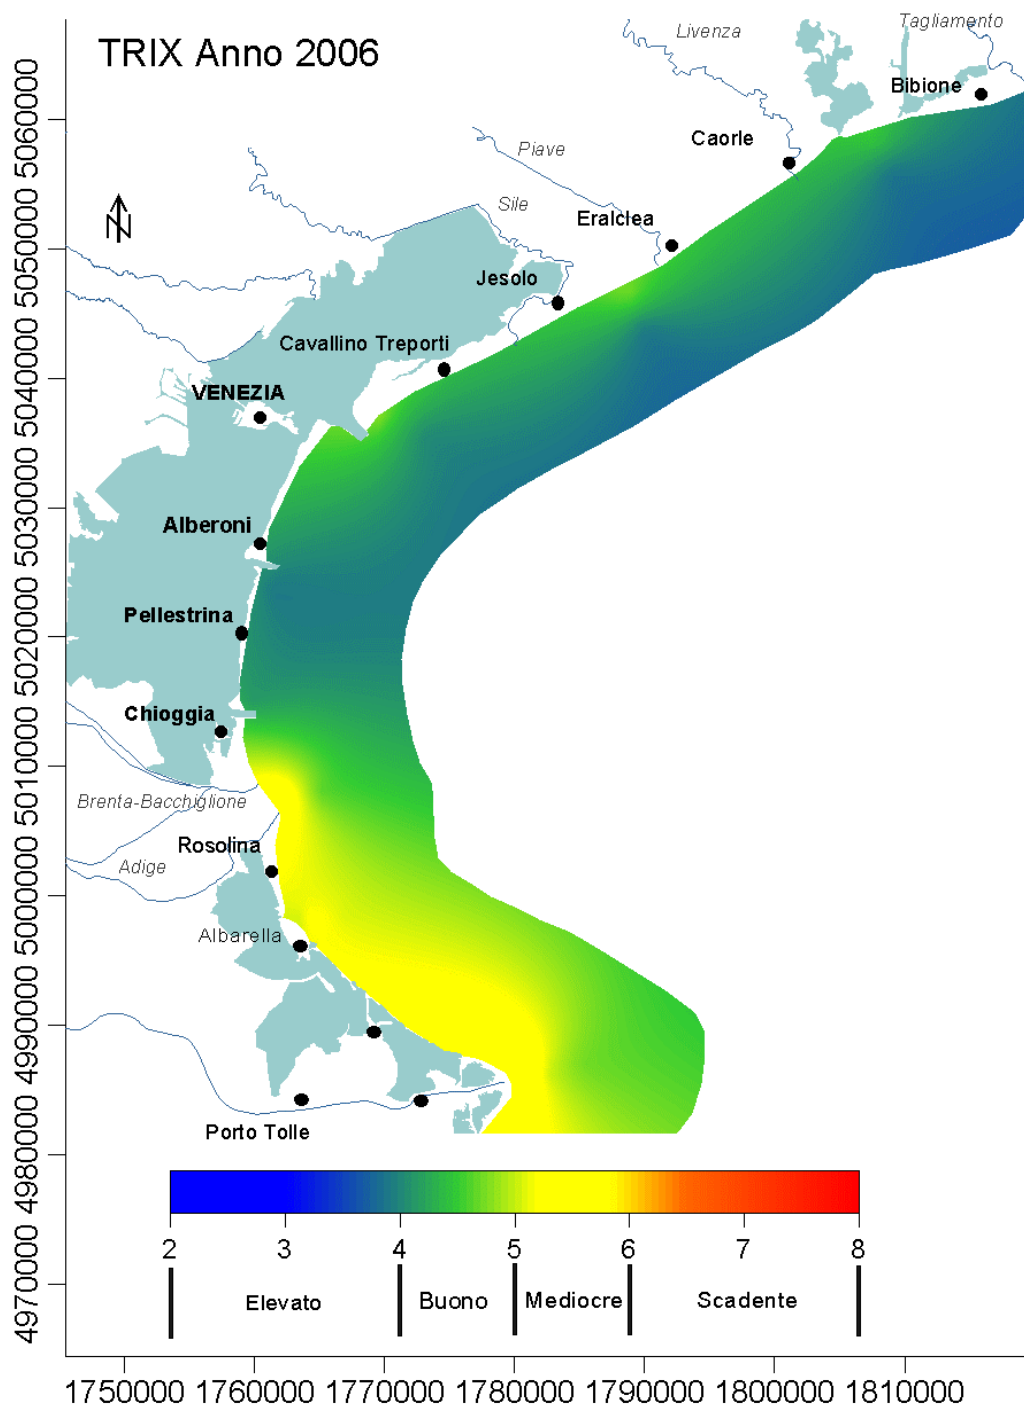 TRIX Anno 2006
Tagliamento
Livenza
Bibione
Caorle
Piave
Sile
Eralclea
Jesolo
Cavallino Treporti
VENEZIA
Alberoni
Pellestrina
Chioggia
Brenta-Bacchiglione
Rosolina
Adige
Albarella
Porto Tolle
N
5060000
5050000
5040000
5030000
5020000
5010000
5000000
4990000
4980000
4970000
2 3 4 5 6 7 8
Elevato Buono Mediocre Scadente
1750000 1760000 1770000 1780000 1790000 1800000 1810000